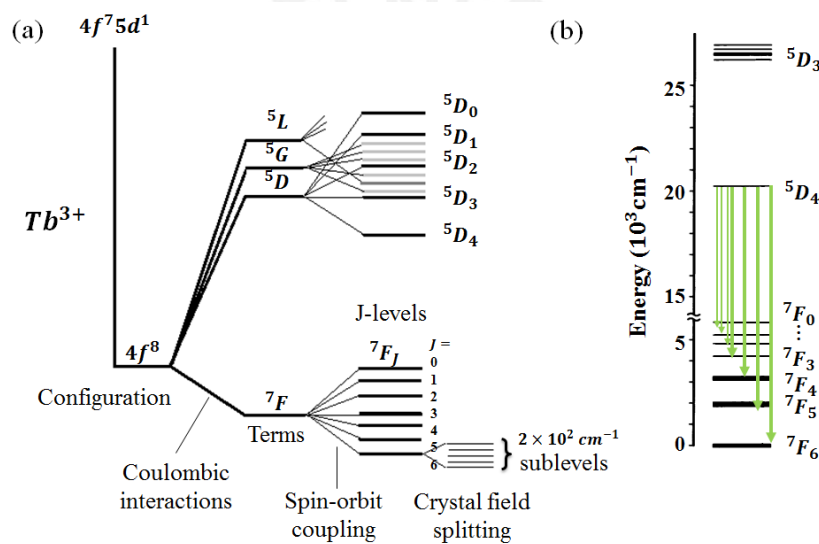 (a)
4f⁷5d¹
Tb³⁺
4f⁸
Configuration
Coulombic
interactions
⁵L
⁵G
⁵D
⁷F
Terms
Spin-orbit
coupling
⁵D₀
⁵D₁
⁵D₂
⁵D₃
⁵D₄
J-levels
⁷F_J
J =
0
1
2
3
4
5
6
2 × 10² cm⁻¹
sublevels
Crystal field
splitting
(b)
Energy (10³cm⁻¹)
25
20
15
5
0
⁵D₃
⁵D₄
⁷F₀
⋮
⁷F₃
⁷F₄
⁷F₅
⁷F₆